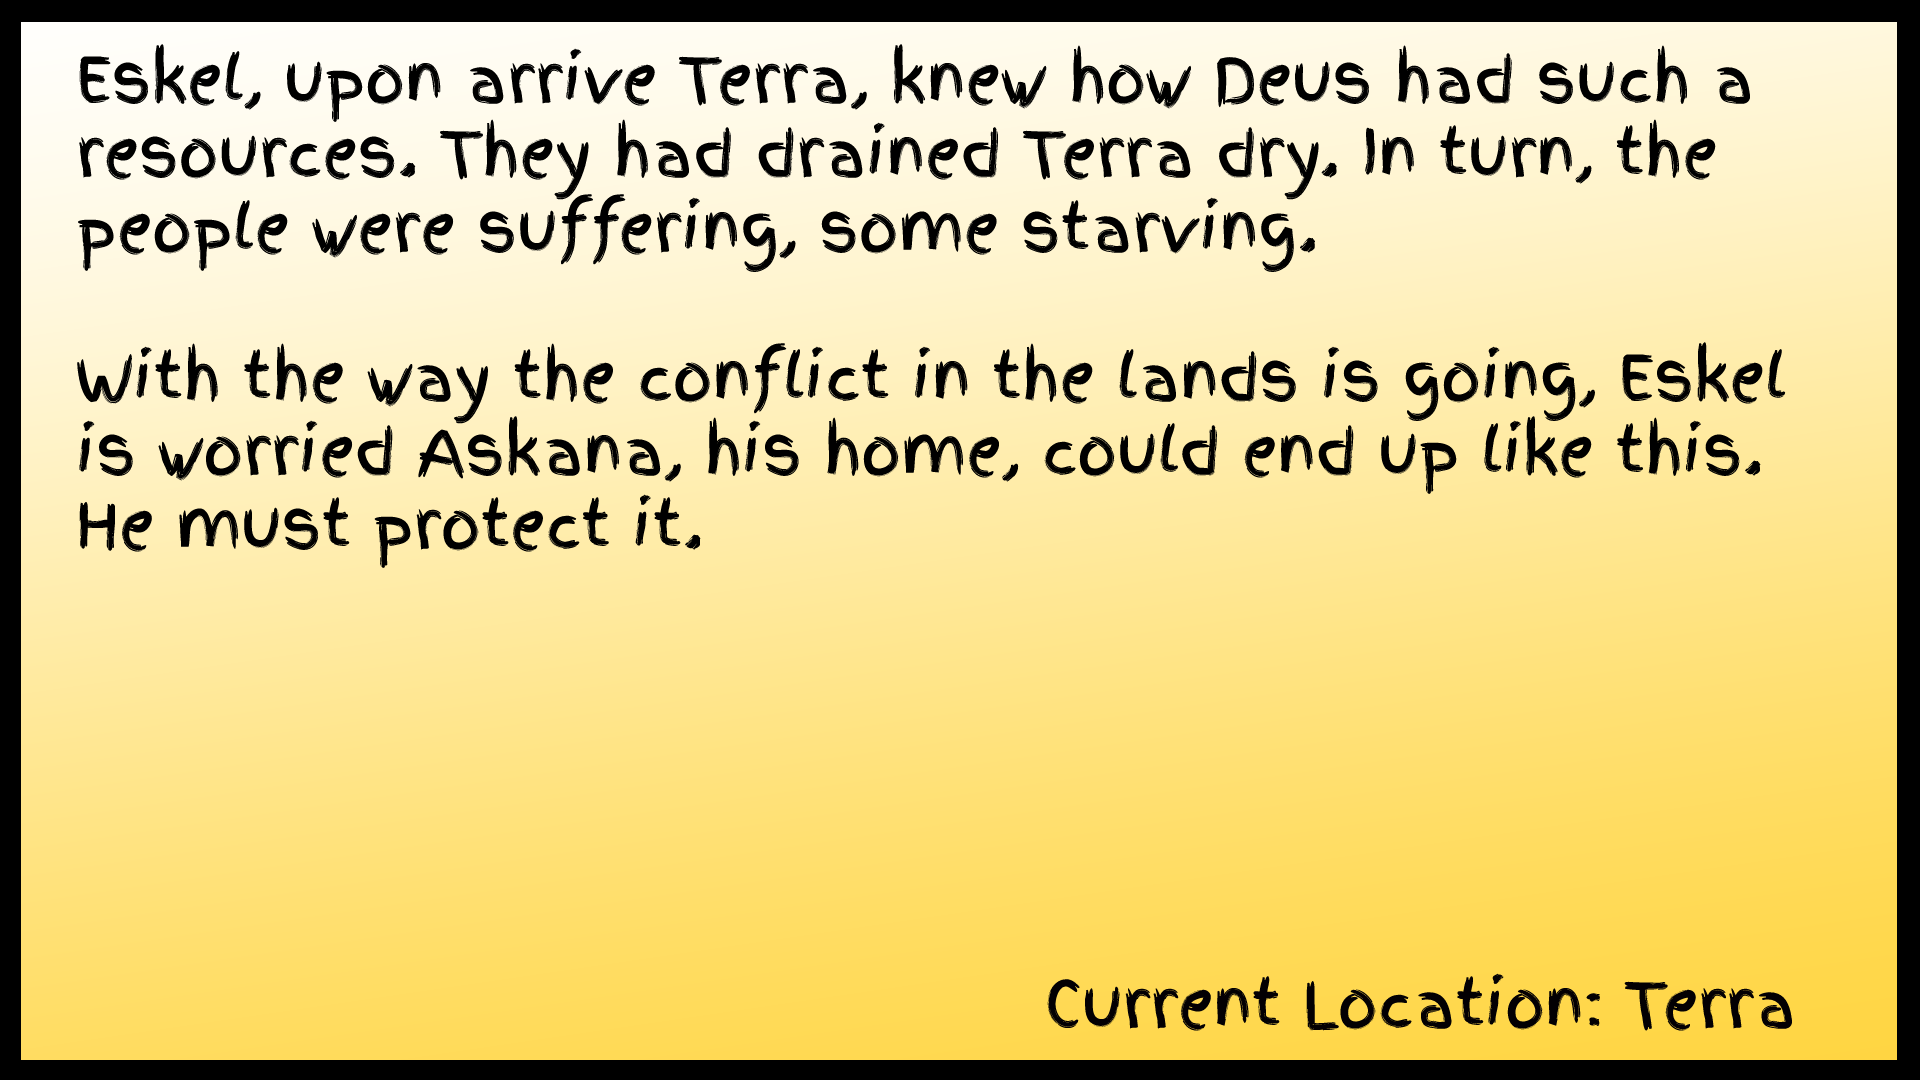 Eskel, upon arrive Terra, knew how Deus had such a
resources. They had drained Terra dry. In turn, the
people were suffering, some starving.
With the way the conflict in the lands is going, Eskel
is worried Askana, his home, could end up like this.
He must protect it.
Current Location: Terra